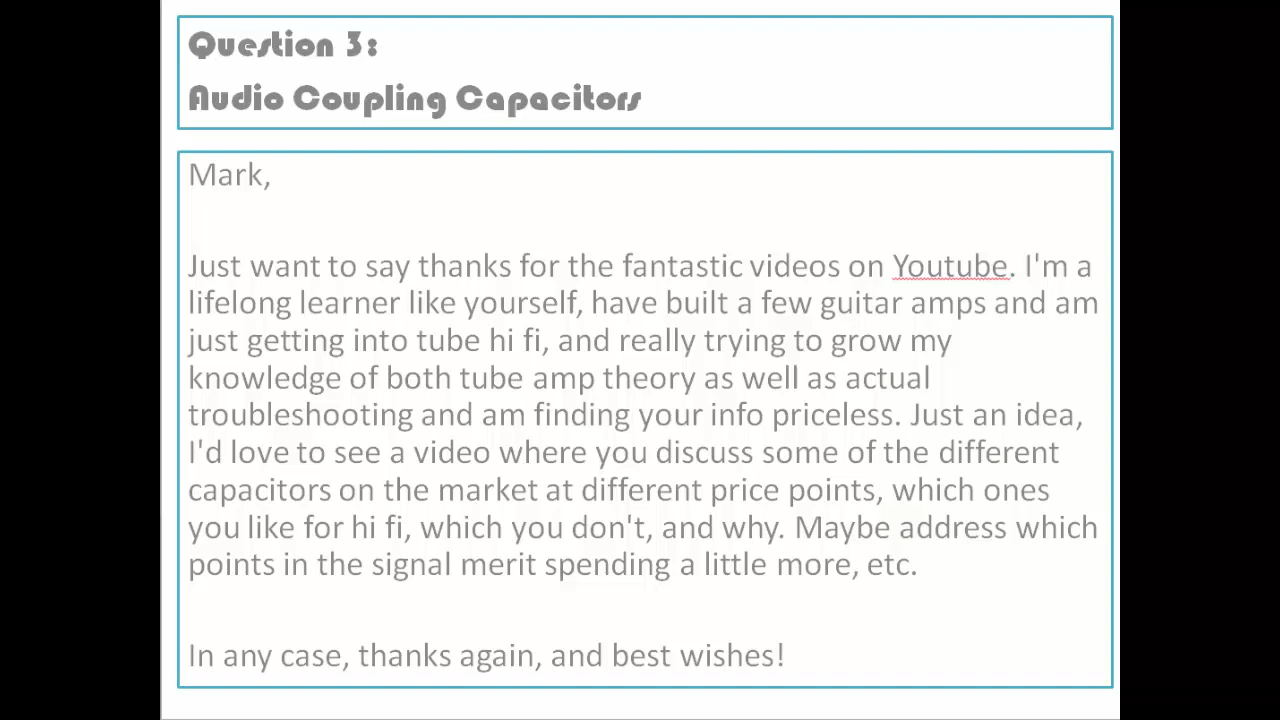 Question 3:
Audio Coupling Capacitors
Mark,
Just want to say thanks for the fantastic videos on Youtube. I'm a
lifelong learner like yourself, have built a few guitar amps and am
just getting into tube hi fi, and really trying to grow my
knowledge of both tube amp theory as well as actual
troubleshooting and am finding your info priceless. Just an idea,
I'd love to see a video where you discuss some of the different
capacitors on the market at different price points, which ones
you like for hi fi, which you don't, and why. Maybe address which
points in the signal merit spending a little more, etc.
In any case, thanks again, and best wishes!